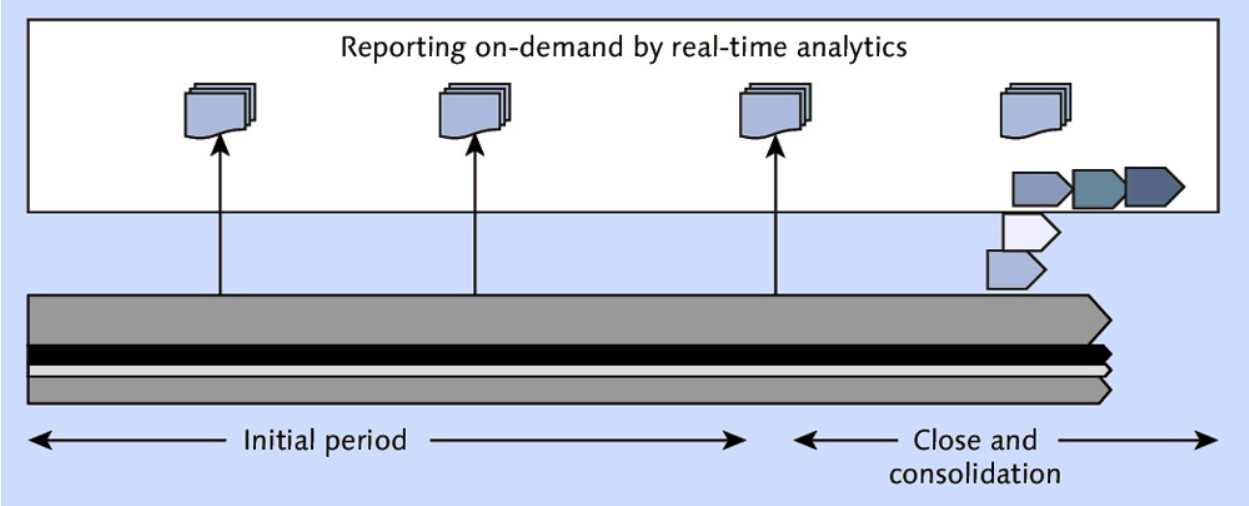 Reporting on-demand by real-time analytics
Initial period
Close and
consolidation